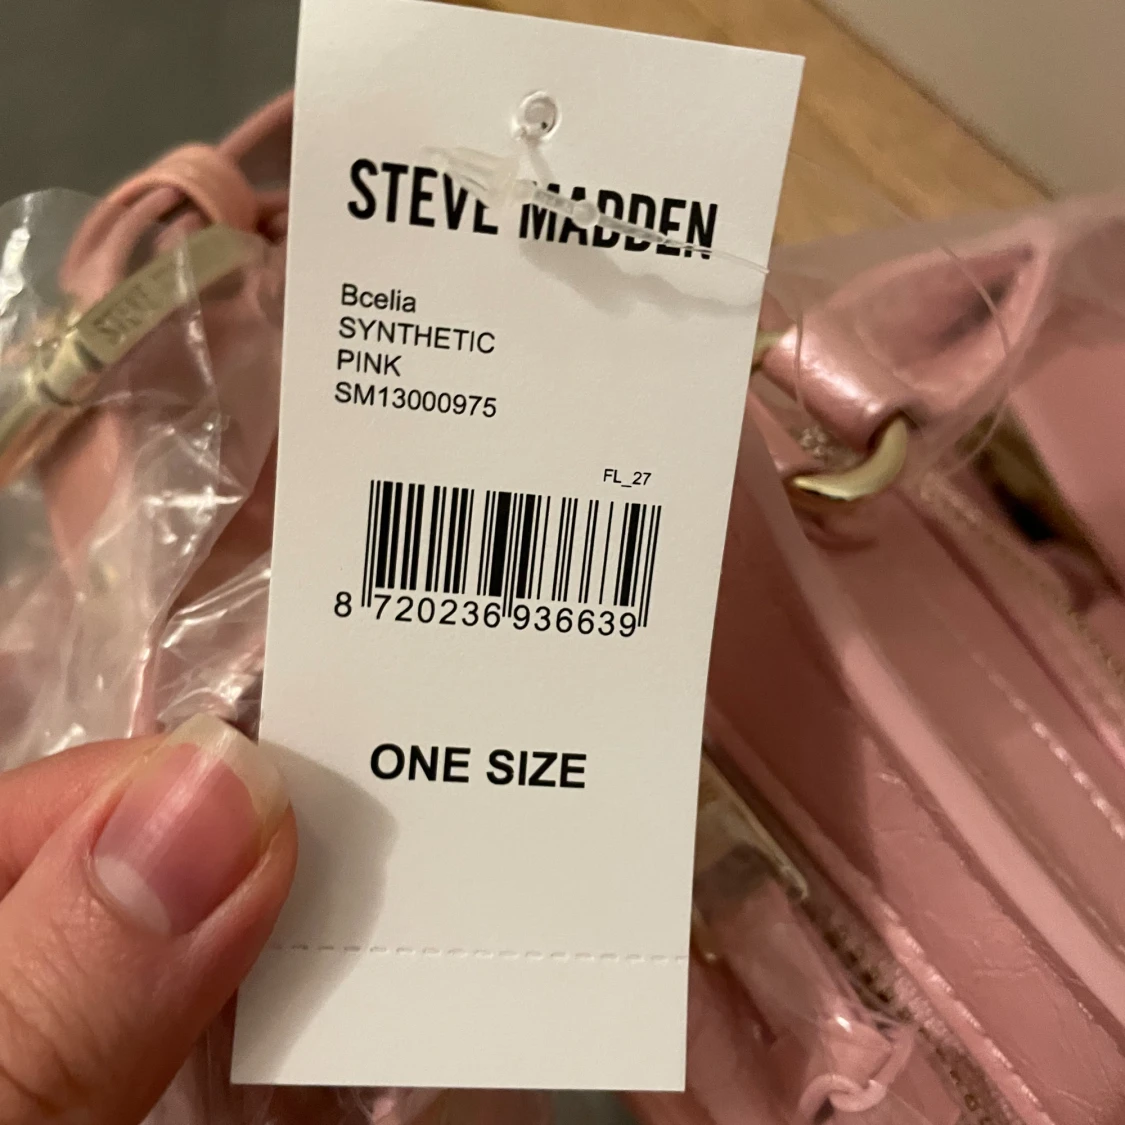 STEVE MADDEN
Bcelia
SYNTHETIC
PINK
SM13000975
FL_27
8 720236 936639
ONE SIZE